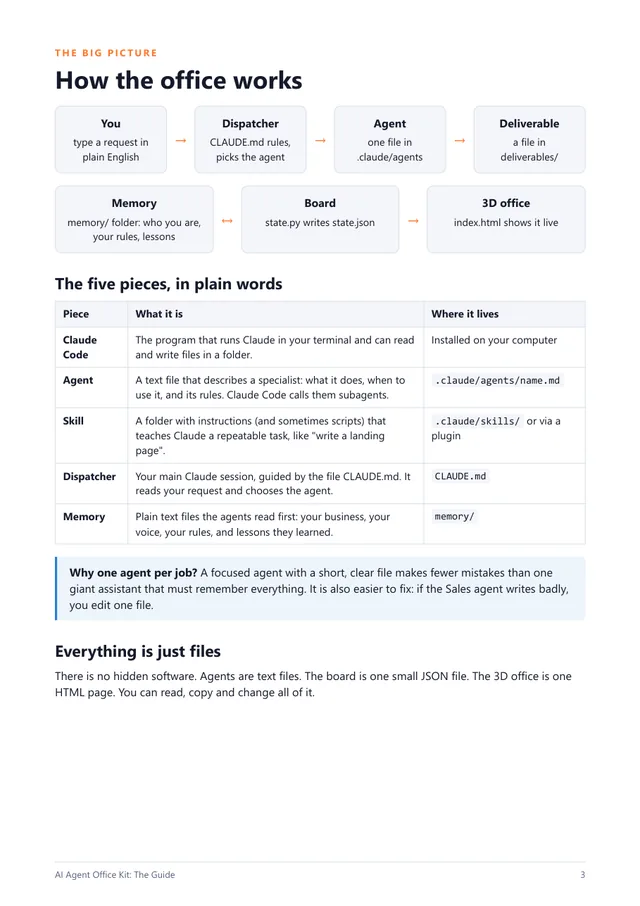 THE BIG PICTURE
How the office works
You
type a request in
plain English
→
Dispatcher
CLAUDE.md rules,
picks the agent
→
Agent
one file in
.claude/agents
→
Deliverable
a file in
deliverables/
Memory
memory/ folder: who you are,
your rules, lessons
↔
Board
state.py writes state.json
→
3D office
index.html shows it live
The five pieces, in plain words
Piece What it is Where it lives
Claude
Code
The program that runs Claude in your terminal and can read
and write files in a folder.
Installed on your computer
Agent
A text file that describes a specialist: what it does, when to
use it, and its rules. Claude Code calls them subagents.
.claude/agents/name.md
Skill
A folder with instructions (and sometimes scripts) that
teaches Claude a repeatable task, like "write a landing
page".
.claude/skills/ or via a
plugin
Dispatcher
Your main Claude session, guided by the file CLAUDE.md. It
reads your request and chooses the agent.
CLAUDE.md
Memory
Plain text files the agents read first: your business, your
voice, your rules, and lessons they learned.
memory/
Why one agent per job? A focused agent with a short, clear file makes fewer mistakes than one
giant assistant that must remember everything. It is also easier to fix: if the Sales agent writes badly,
you edit one file.
Everything is just files
There is no hidden software. Agents are text files. The board is one small JSON file. The 3D office is one
HTML page. You can read, copy and change all of it.
AI Agent Office Kit: The Guide 3